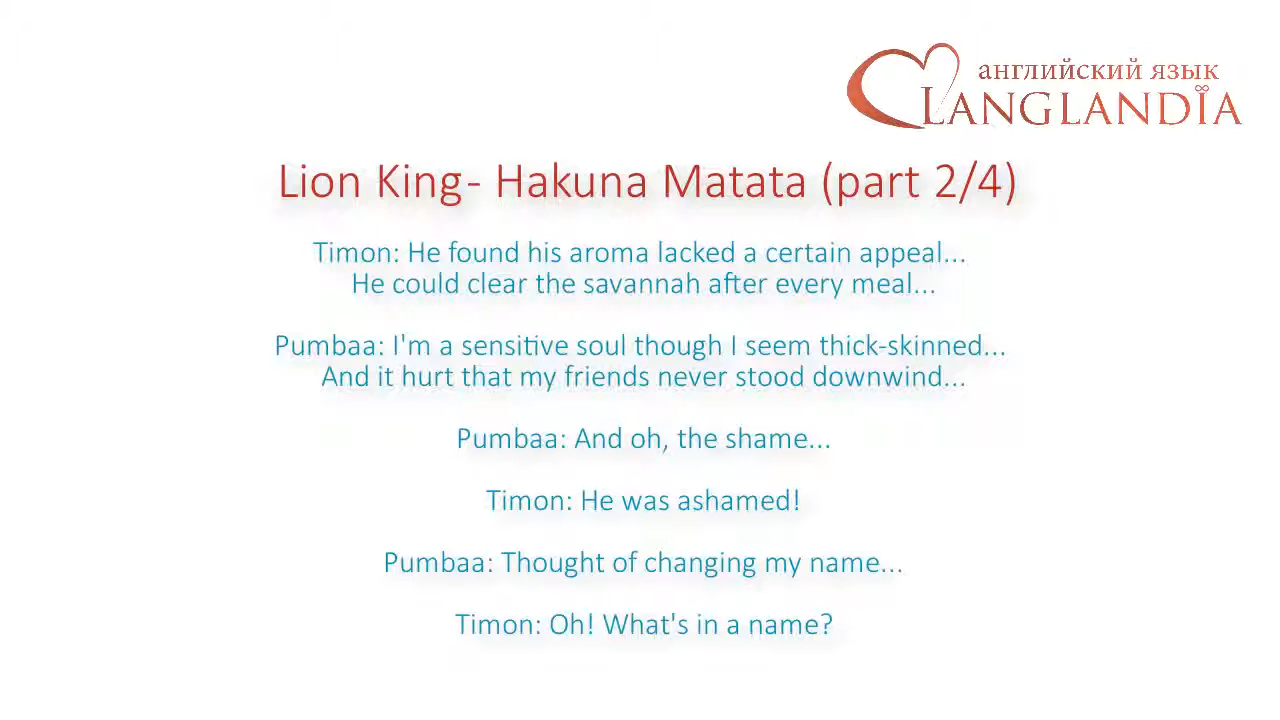 английский язык
LANGLANDIA
Lion King- Hakuna Matata (part 2/4)
Timon: He found his aroma lacked a certain appeal...
He could clear the savannah after every meal...
Pumbaa: I'm a sensitive soul though I seem thick-skinned...
And it hurt that my friends never stood downwind...
Pumbaa: And oh, the shame...
Timon: He was ashamed!
Pumbaa: Thought of changing my name...
Timon: Oh! What's in a name?